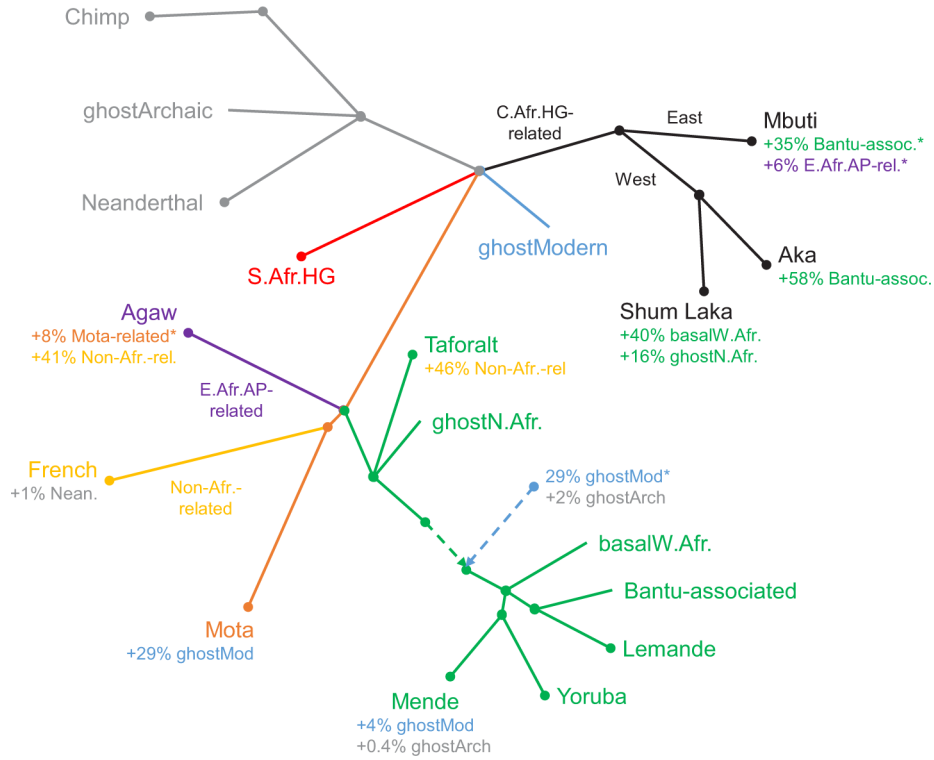 Chimp
ghostArchaic
Neanderthal
C.Afr.HG-
related
East
West
Mbuti
+35% Bantu-assoc.*
+6% E.Afr.AP-rel.*
ghostModern
S.Afr.HG
Aka
+58% Bantu-assoc.
Shum Laka
+40% basalW.Afr.
+16% ghostN.Afr.
Agaw
+8% Mota-related*
+41% Non-Afr.-rel.
E.Afr.AP-
related
Taforalt
+46% Non-Afr.-rel
ghostN.Afr.
French
+1% Nean.
Non-Afr.-
related
29% ghostMod*
+2% ghostArch
basalW.Afr.
Bantu-associated
Lemande
Mota
+29% ghostMod
Mende
+4% ghostMod
+0.4% ghostArch
Yoruba